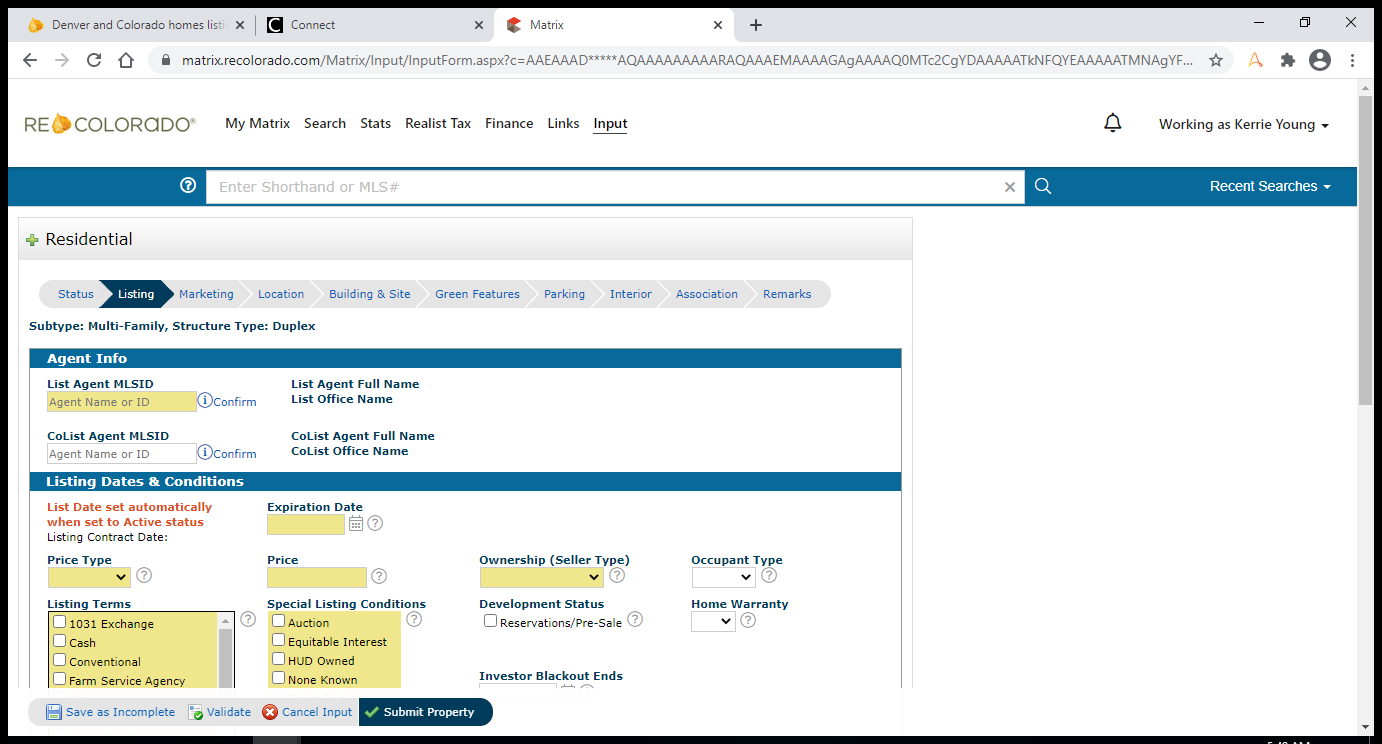 Denver and Colorado homes listi
Connect
Matrix
matrix.recolorado.com/Matrix/Input/InputForm.aspx?c=AAEAAAD*****AQAAAAAAAAARAQAAAEMAAAAGAgAAAAQ0MTc2CgYDAAAAATkNFQYEAAAAATMNAgYF...
RECOLORADO®
My Matrix Search Stats Realist Tax Finance Links Input
Working as Kerrie Young
Enter Shorthand or MLS#
Recent Searches
Residential
Status Listing Marketing Location Building & Site Green Features Parking Interior Association Remarks
Subtype: Multi-Family, Structure Type: Duplex
Agent Info
List Agent MLSID
Agent Name or ID
Confirm
List Agent Full Name
List Office Name
CoList Agent MLSID
Agent Name or ID
Confirm
CoList Agent Full Name
CoList Office Name
Listing Dates & Conditions
List Date set automatically
when set to Active status
Listing Contract Date:
Expiration Date
Price Type
Price
Ownership (Seller Type)
Occupant Type
Listing Terms
1031 Exchange
Cash
Conventional
Farm Service Agency
Special Listing Conditions
Auction
Equitable Interest
HUD Owned
None Known
Development Status
Reservations/Pre-Sale
Home Warranty
Investor Blackout Ends
Save as Incomplete Validate Cancel Input Submit Property